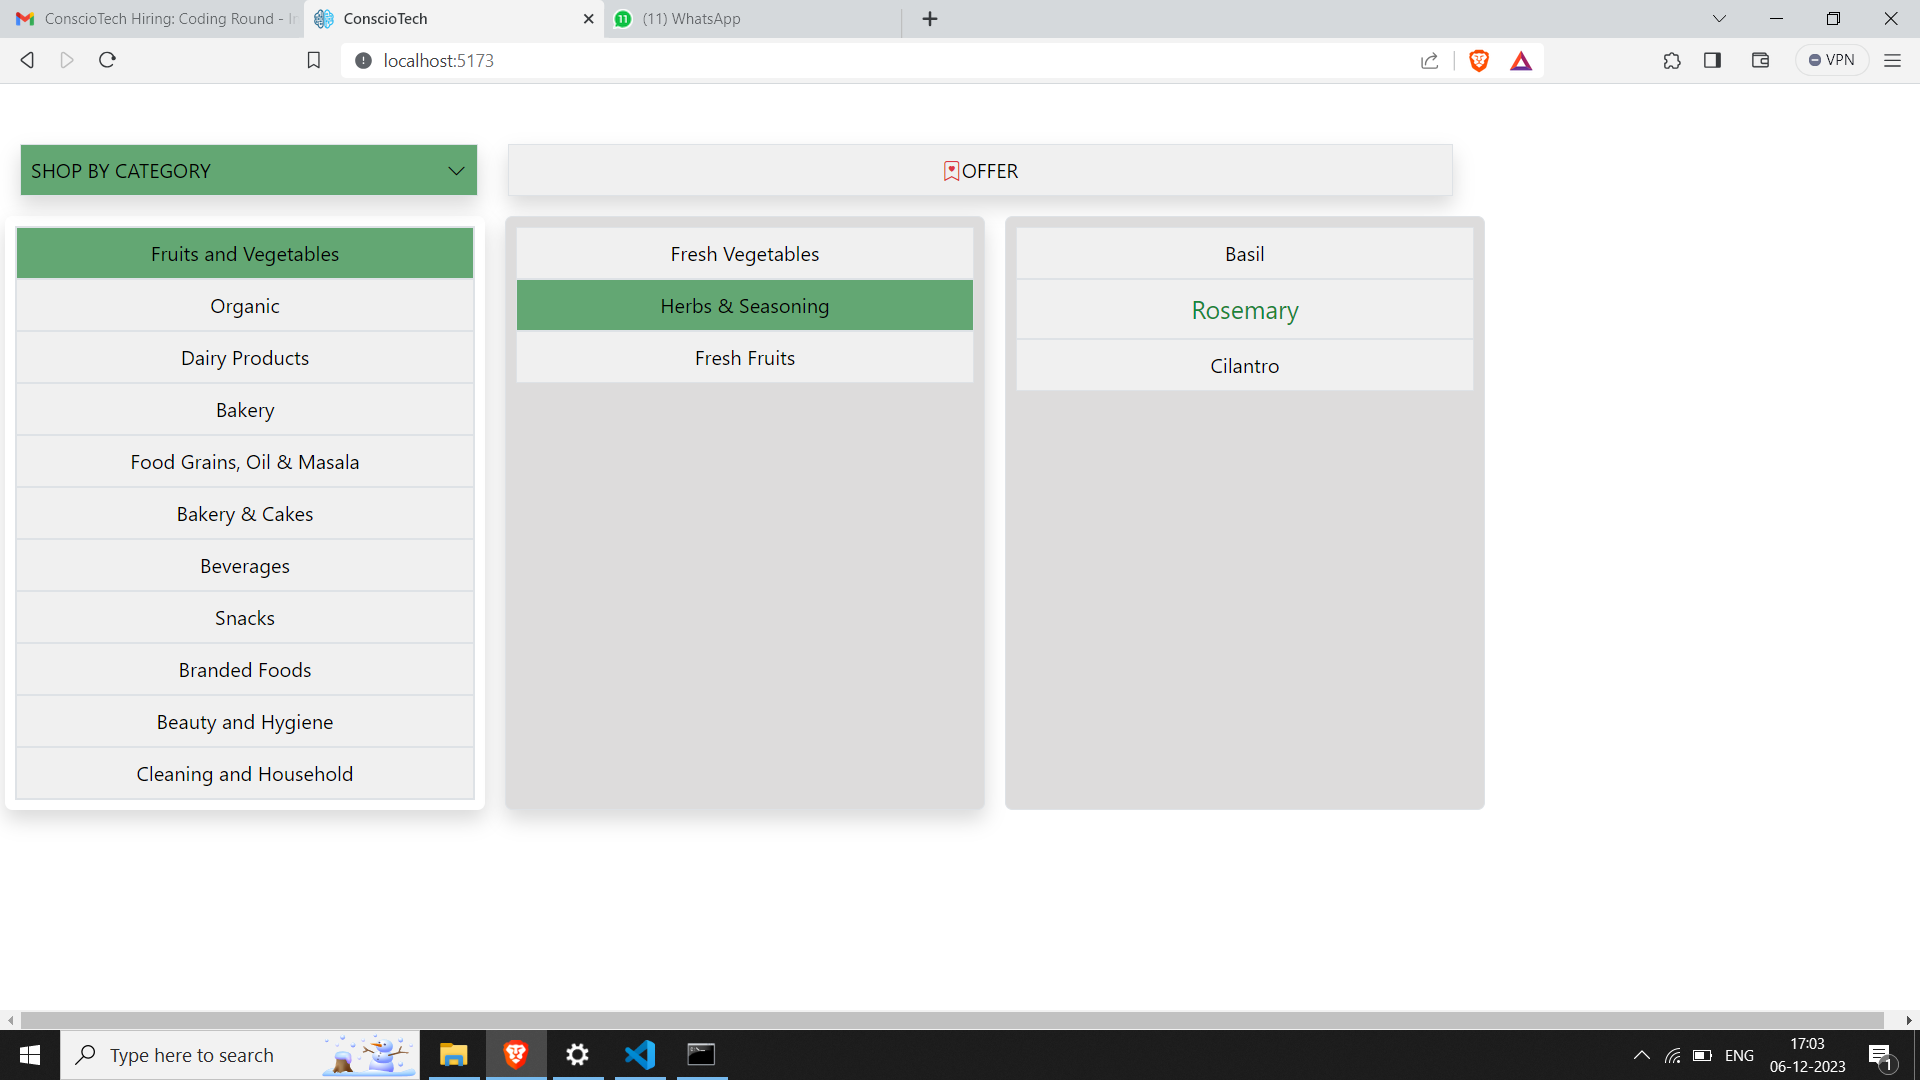 ConscioTech Hiring: Coding Round - I
ConscioTech
11
(11) WhatsApp
localhost:5173
VPN
SHOP BY CATEGORY
OFFER
Fruits and Vegetables
Organic
Dairy Products
Bakery
Food Grains, Oil & Masala
Bakery & Cakes
Beverages
Snacks
Branded Foods
Beauty and Hygiene
Cleaning and Household
Fresh Vegetables
Herbs & Seasoning
Fresh Fruits
Basil
Rosemary
Cilantro
Type here to search
ENG
17:03
06-12-2023
1